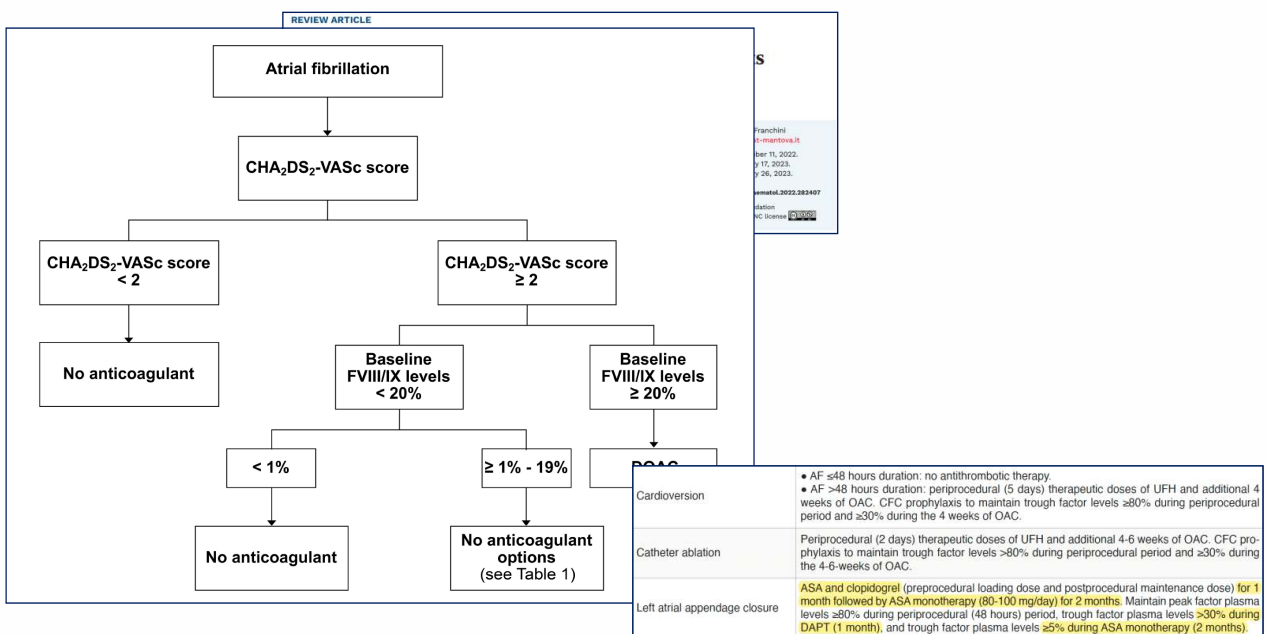 REVIEW ARTICLE
Franchini
t-mantova.it
ber 11, 2022.
y 17, 2023.
y 26, 2023.
ematol.2022.282407
dation
NC license
Atrial fibrillation
CHA₂DS₂-VASc score
CHA₂DS₂-VASc score
< 2
CHA₂DS₂-VASc score
≥ 2
No anticoagulant
Baseline
FVIII/IX levels
< 20%
Baseline
FVIII/IX levels
≥ 20%
< 1%
≥ 1% - 19%
No anticoagulant
No anticoagulant
options
(see Table 1)
Cardioversion
● AF ≤48 hours duration: no antithrombotic therapy.
● AF >48 hours duration: periprocedural (5 days) therapeutic doses of UFH and additional 4
weeks of OAC. CFC prophylaxis to maintain trough factor levels ≥80% during periprocedural
period and ≥30% during the 4 weeks of OAC.
Catheter ablation
Periprocedural (2 days) therapeutic doses of UFH and additional 4-6 weeks of OAC. CFC pro-
phylaxis to maintain trough factor levels >80% during periprocedural period and ≥30% during
the 4-6-weeks of OAC.
Left atrial appendage closure
ASA and clopidogrel (preprocedural loading dose and postprocedural maintenance dose) for 1
month followed by ASA monotherapy (80-100 mg/day) for 2 months. Maintain peak factor plasma
levels ≥80% during periprocedural (48 hours) period, trough factor plasma levels >30% during
DAPT (1 month), and trough factor plasma levels ≥5% during ASA monotherapy (2 months).